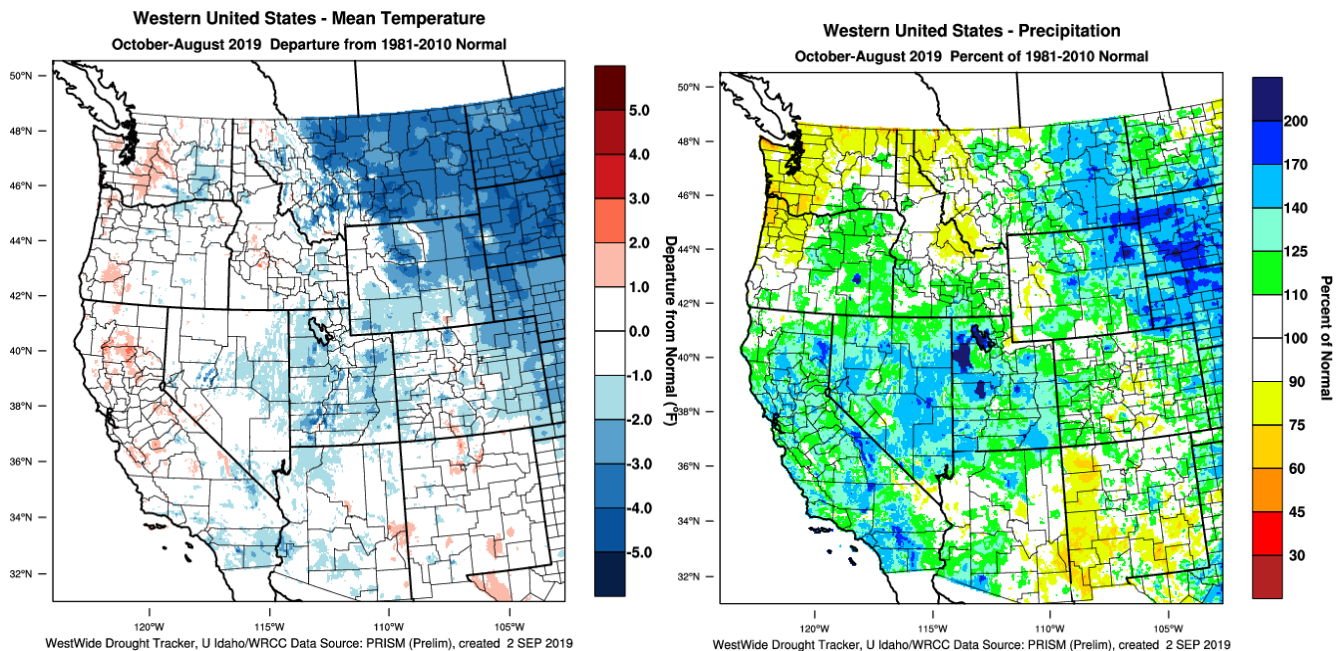 Western United States - Mean Temperature
October-August 2019 Departure from 1981-2010 Normal
50°N
48°N
46°N
44°N
42°N
40°N
38°N
36°N
34°N
32°N
120°W
115°W
110°W
105°W
5.0
4.0
3.0
2.0
1.0
0.0
-1.0
-2.0
-3.0
-4.0
-5.0
Departure from Normal (°F)
WestWide Drought Tracker, U Idaho/WRCC Data Source: PRISM (Prelim), created 2 SEP 2019
Western United States - Precipitation
October-August 2019 Percent of 1981-2010 Normal
50°N
48°N
46°N
44°N
42°N
40°N
38°N
36°N
34°N
32°N
120°W
115°W
110°W
105°W
200
170
140
125
110
100
90
75
60
45
30
Percent of Normal
WestWide Drought Tracker, U Idaho/WRCC Data Source: PRISM (Prelim), created 2 SEP 2019